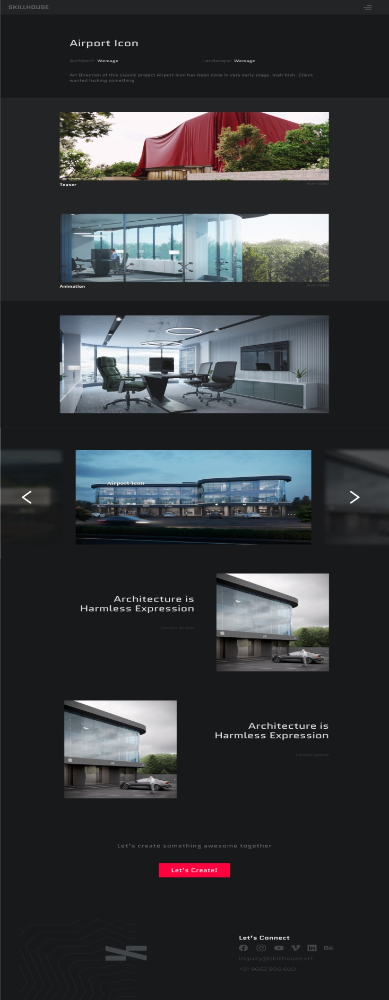 SKILLHOUSE
Airport Icon
Architect: Wemage
Landscape: Wemage
Art Direction of this classic project Airport Icon has been done in very early stage, blah blah. Client
wanted fucking something
Teaser
PLAY VIDEO
Animation
PLAY VIDEO
Airport Icon
Architecture is
Harmless Expression
Ferrero Rocher
Architecture is
Harmless Expression
Ferrero Rocher
Let's create something awesome together
Let's Create!
Let's Connect
Bē
inquiry@skillhouse.art
+91 9662 906 600